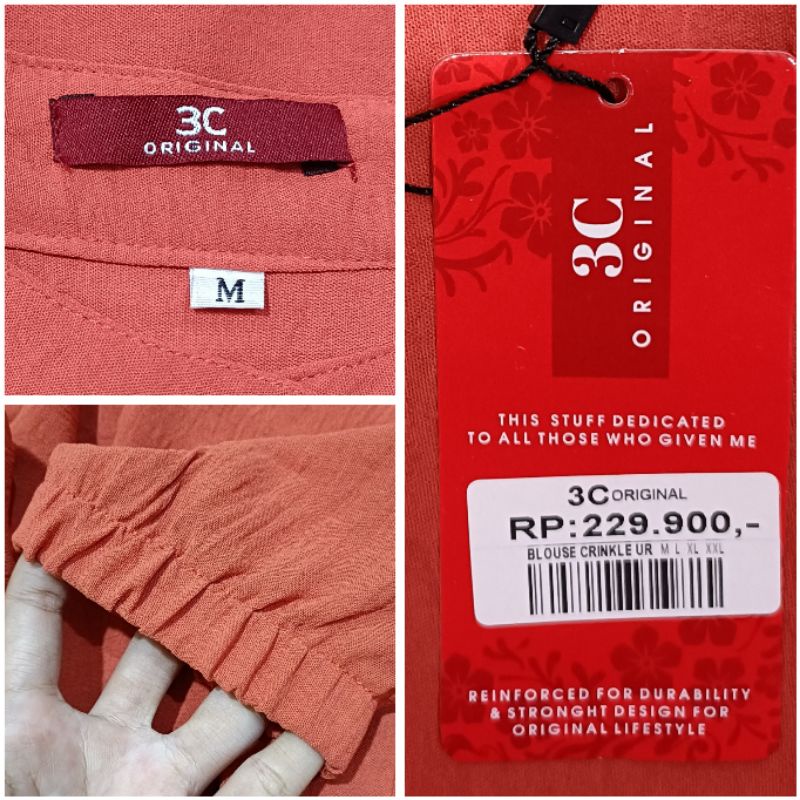 3C
ORIGINAL
M
3C
ORIGINAL
THIS STUFF DEDICATED
TO ALL THOSE WHO GIVEN ME
3C ORIGINAL
RP:229.900,-
BLOUSE CRINKLE UR M L XL XXL
REINFORCED FOR DURABILITY
& STRONGHT DESIGN FOR
ORIGINAL LIFESTYLE